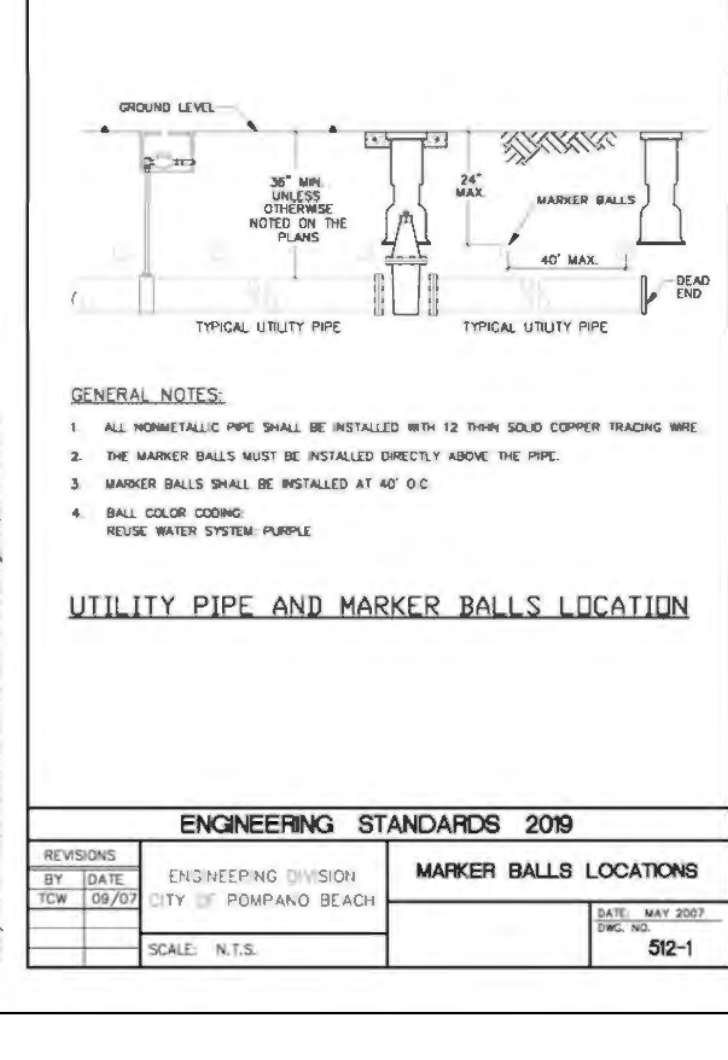 GROUND LEVEL
36" MIN.
UNLESS
OTHERWISE
NOTED ON THE
PLANS
24"
MAX.
MARKER BALLS
40' MAX.
DEAD
END
TYPICAL UTILITY PIPE
TYPICAL UTILITY PIPE
GENERAL NOTES:
1. ALL NONMETALLIC PIPE SHALL BE INSTALLED WITH 12 THHN SOLID COPPER TRACING WIRE.
2. THE MARKER BALLS MUST BE INSTALLED DIRECTLY ABOVE THE PIPE.
3. MARKER BALLS SHALL BE INSTALLED AT 40' O.C.
4. BALL COLOR CODING:
REUSE WATER SYSTEM: PURPLE
UTILITY PIPE AND MARKER BALLS LOCATION
ENGINEERING STANDARDS 2019
REVISIONS
BY DATE
TCW 09/07
ENGINEERING DIVISION
CITY OF POMPANO BEACH
SCALE: N.T.S.
MARKER BALLS LOCATIONS
DATE: MAY 2007
DWG. NO.
512-1